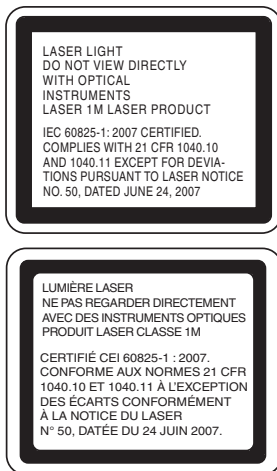 LASER LIGHT
DO NOT VIEW DIRECTLY
WITH OPTICAL
INSTRUMENTS
LASER 1M LASER PRODUCT
IEC 60825-1: 2007 CERTIFIED.
COMPLIES WITH 21 CFR 1040.10
AND 1040.11 EXCEPT FOR DEVIA-
TIONS PURSUANT TO LASER NOTICE
NO. 50, DATED JUNE 24, 2007
LUMIÈRE LASER
NE PAS REGARDER DIRECTEMENT
AVEC DES INSTRUMENTS OPTIQUES
PRODUIT LASER CLASSE 1M
CERTIFIÉ CEI 60825-1 : 2007.
CONFORME AUX NORMES 21 CFR
1040.10 ET 1040.11 À L'EXCEPTION
DES ÉCARTS CONFORMÉMENT
À LA NOTICE DU LASER
N° 50, DATÉE DU 24 JUIN 2007.